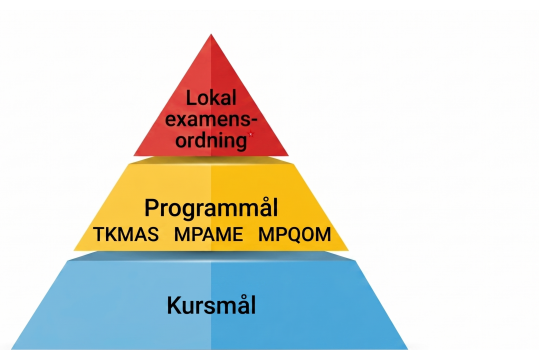 Lokal
examens-
ordning
Programmål
TKMAS MPAME MPQOM
Kursmål